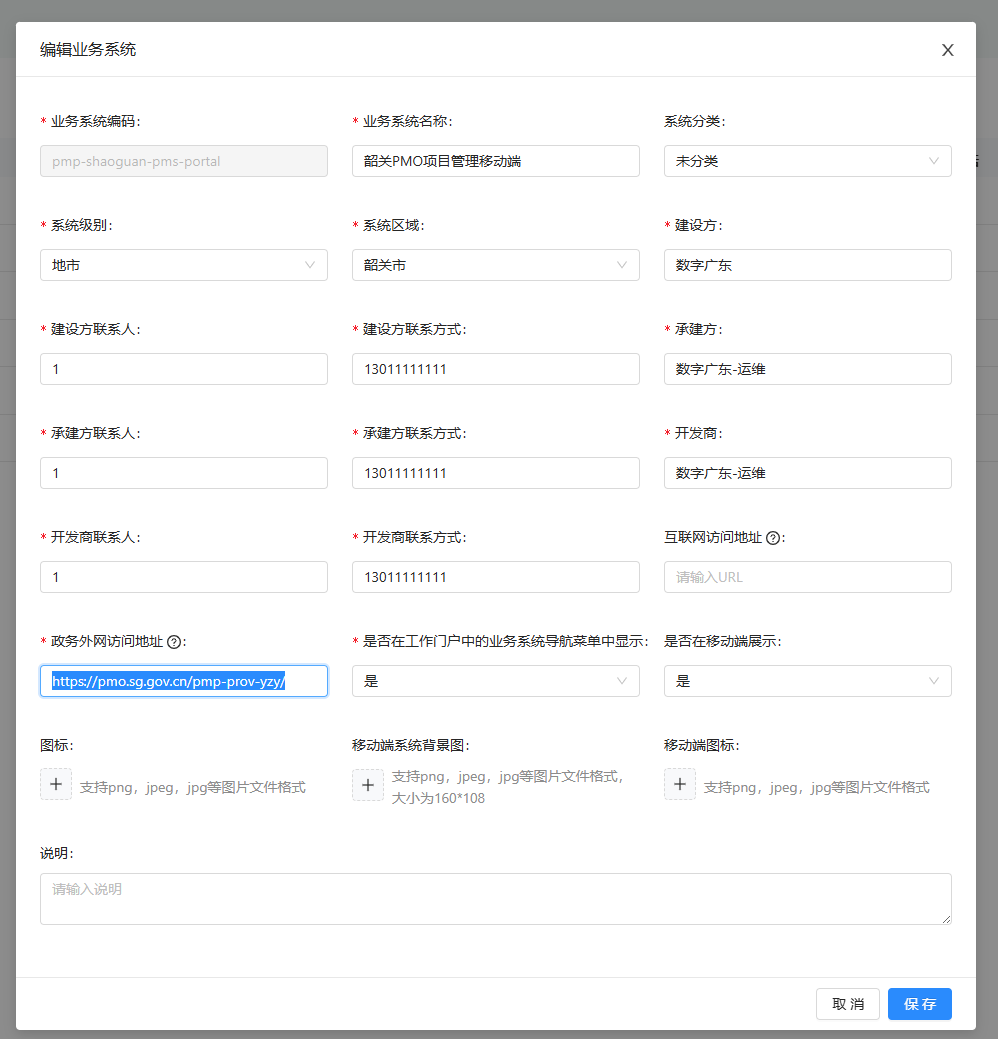 编辑业务系统
* 业务系统编码:
* 业务系统名称:
系统分类:
pmp-shaoguan-pms-portal
韶关PMO项目管理移动端
未分类
* 系统级别:
* 系统区域:
* 建设方:
地市
韶关市
数字广东
* 建设方联系人:
* 建设方联系方式:
* 承建方:
1
13011111111
数字广东-运维
* 承建方联系人:
* 承建方联系方式:
* 开发商:
1
13011111111
数字广东-运维
* 开发商联系人:
* 开发商联系方式:
互联网访问地址 ?:
1
13011111111
请输入URL
* 政务外网访问地址 ?:
* 是否在工作门户中的业务系统导航菜单中显示:
是否在移动端展示:
https://pmo.sg.gov.cn/pmp-prov-yzy/
是
是
图标:
移动端系统背景图:
移动端图标:
支持png，jpeg，jpg等图片文件格式
支持png，jpeg，jpg等图片文件格式，
大小为160*108
支持png，jpeg，jpg等图片文件格式
说明:
请输入说明
取 消
保 存